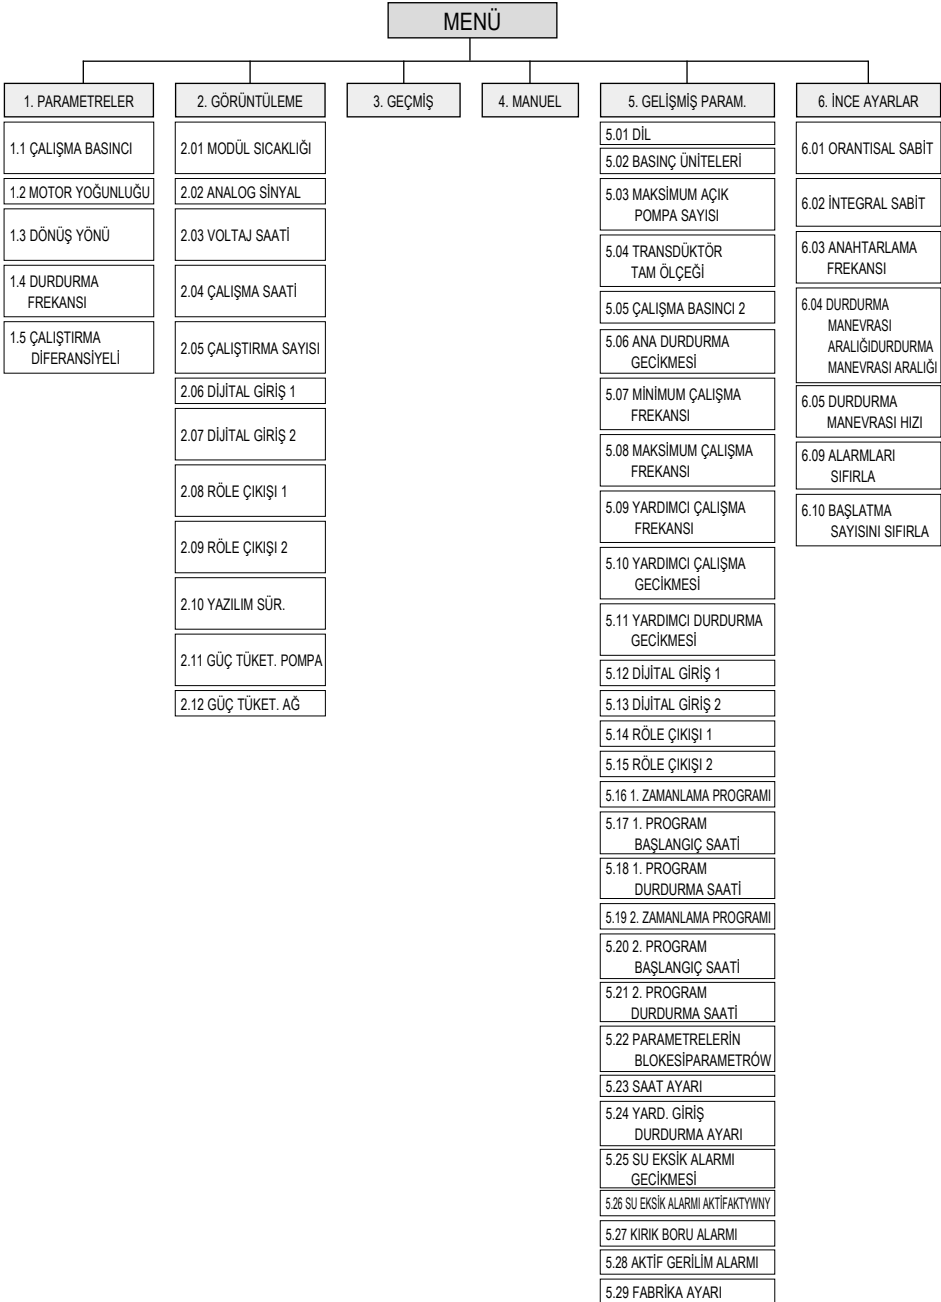 MENÜ
1. PARAMETRELER
1.1 ÇALIŞMA BASINCI
1.2 MOTOR YOĞUNLUĞU
1.3 DÖNÜŞ YÖNÜ
1.4 DURDURMA
FREKANSI
1.5 ÇALIŞTIRMA
DİFERANSİYELİ
2. GÖRÜNTÜLEME
2.01 MODÜL SICAKLIĞI
2.02 ANALOG SİNYAL
2.03 VOLTAJ SAATİ
2.04 ÇALIŞMA SAATİ
2.05 ÇALIŞTIRMA SAYISI
2.06 DİJİTAL GİRİŞ 1
2.07 DİJİTAL GİRİŞ 2
2.08 RÖLE ÇIKIŞI 1
2.09 RÖLE ÇIKIŞI 2
2.10 YAZILIM SÜR.
2.11 GÜÇ TÜKET. POMPA
2.12 GÜÇ TÜKET. AĞ
3. GEÇMİŞ
4. MANUEL
5. GELİŞMİŞ PARAM.
5.01 DİL
5.02 BASINÇ ÜNİTELERİ
5.03 MAKSİMUM AÇIK
POMPA SAYISI
5.04 TRANSDÜKTÖR
TAM ÖLÇEĞİ
5.05 ÇALIŞMA BASINCI 2
5.06 ANA DURDURMA
GECİKMESİ
5.07 MİNİMUM ÇALIŞMA
FREKANSI
5.08 MAKSİMUM ÇALIŞMA
FREKANSI
5.09 YARDIMCI ÇALIŞMA
FREKANSI
5.10 YARDIMCI ÇALIŞMA
GECİKMESİ
5.11 YARDIMCI DURDURMA
GECİKMESİ
5.12 DİJİTAL GİRİŞ 1
5.13 DİJİTAL GİRİŞ 2
5.14 RÖLE ÇIKIŞI 1
5.15 RÖLE ÇIKIŞI 2
5.16 1. ZAMANLAMA PROGRAMI
5.17 1. PROGRAM
BAŞLANGIÇ SAATİ
5.18 1. PROGRAM
DURDURMA SAATİ
5.19 2. ZAMANLAMA PROGRAMI
5.20 2. PROGRAM
BAŞLANGIÇ SAATİ
5.21 2. PROGRAM
DURDURMA SAATİ
5.22 PARAMETRELERİN
BLOKESİPARAMETRÓW
5.23 SAAT AYARI
5.24 YARD. GİRİŞ
DURDURMA AYARI
5.25 SU EKSİK ALARMI
GECİKMESİ
5.26 SU EKSİK ALARMI AKTİFAKTYWNY
5.27 KIRIK BORU ALARMI
5.28 AKTİF GERİLİM ALARMI
5.29 FABRİKA AYARI
6. İNCE AYARLAR
6.01 ORANTISAL SABİT
6.02 İNTEGRAL SABİT
6.03 ANAHTARLAMA
FREKANSI
6.04 DURDURMA
MANEVRASI
ARALIĞIDURDURMA
MANEVRASI ARALIĞI
6.05 DURDURMA
MANEVRASI HIZI
6.09 ALARMLARI
SIFIRLA
6.10 BAŞLATMA
SAYISINI SIFIRLA